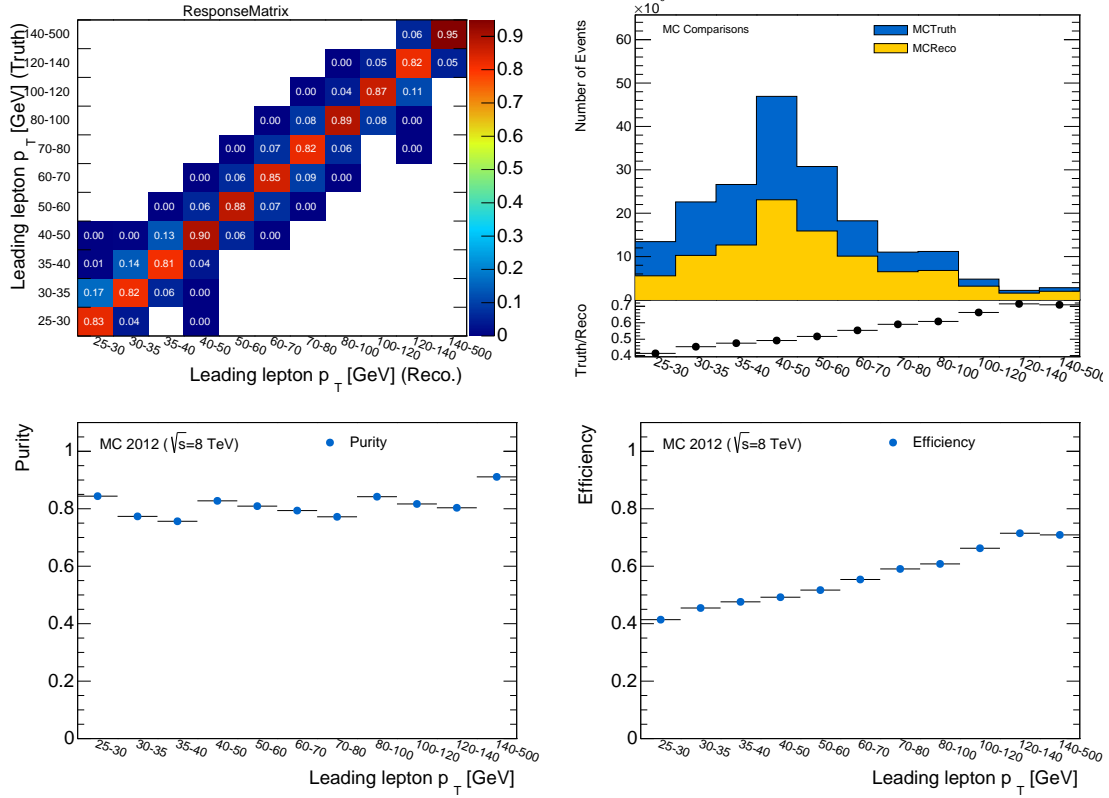 ResponseMatrix
Leading lepton p_T [GeV] (Truth)
140-500 0.06 0.95
120-140 0.00 0.05 0.82 0.05
100-120 0.00 0.04 0.87 0.11
80-100 0.00 0.08 0.89 0.08 0.00
70-80 0.00 0.07 0.82 0.06 0.00
60-70 0.00 0.06 0.85 0.09 0.00
50-60 0.00 0.06 0.88 0.07 0.00
40-50 0.00 0.00 0.13 0.90 0.06 0.00
35-40 0.01 0.14 0.81 0.04
30-35 0.17 0.82 0.06 0.00
25-30 0.83 0.04 0.00
25-30 30-35 35-40 40-50 50-60 60-70 70-80 80-100 100-120 120-140 140-500
Leading lepton p_T [GeV] (Reco.)
0.9
0.8
0.7
0.6
0.5
0.4
0.3
0.2
0.1
0
Number of Events
60
50
40
30
20
10
0
MC Comparisons
MCTruth
MCReco
Truth/Reco
0.7
0.6
0.5
0.4
25-30 30-35 35-40 40-50 50-60 60-70 70-80 80-100 100-120 120-140 140-500
Purity
1
0.8
0.6
0.4
0.2
0
MC 2012 (√s=8 TeV)
Purity
25-30 30-35 35-40 40-50 50-60 60-70 70-80 80-100 100-120 120-140 140-500
Leading lepton p_T [GeV]
Efficiency
1
0.8
0.6
0.4
0.2
0
MC 2012 (√s=8 TeV)
Efficiency
25-30 30-35 35-40 40-50 50-60 60-70 70-80 80-100 100-120 120-140 140-500
Leading lepton p_T [GeV]